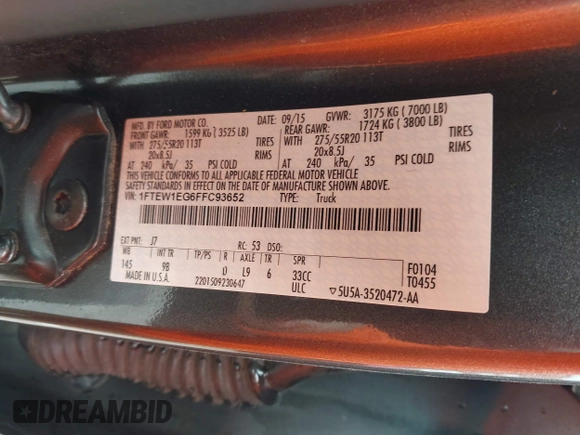 MFD. BY FORD MOTOR CO.
DATE: 09/15 GVWR: 3175 KG ( 7000 LB)
FRONT GAWR: 1599 KG ( 3525 LB) REAR GAWR: 1724 KG ( 3800 LB)
WITH 275/55R20 113T TIRES WITH 275/55R20 113T TIRES
20x8.5J RIMS 20x8.5J RIMS
AT 240 kPa/ 35 PSI COLD AT 240 kPa/ 35 PSI COLD
THIS VEHICLE CONFORMS TO ALL APPLICABLE FEDERAL MOTOR VEHICLE
SAFETY STANDARDS IN EFFECT ON THE DATE OF MANUFACTURE SHOWN ABOVE.
VIN: 1FTEW1EG6FFC93652 TYPE: Truck
EXT PNT: J7 RC: 53 DSO:
WB INT TR TP/PS R AXLE TR SPR
145 9B L9 6 33CC F0104
MADE IN U.S.A. ULC T0455
2201509230647 ▽5U5A-3520472-AA
DREAMBID